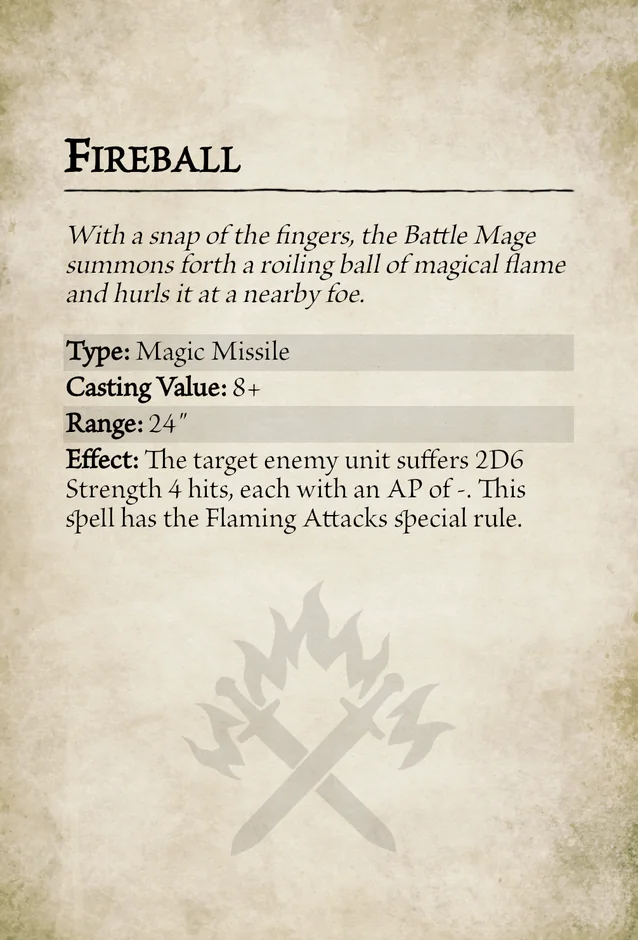 Fireball
With a snap of the fingers, the Battle Mage
summons forth a roiling ball of magical flame
and hurls it at a nearby foe.
Type: Magic Missile
Casting Value: 8+
Range: 24"
Effect: The target enemy unit suffers 2D6
Strength 4 hits, each with an AP of -. This
spell has the Flaming Attacks special rule.